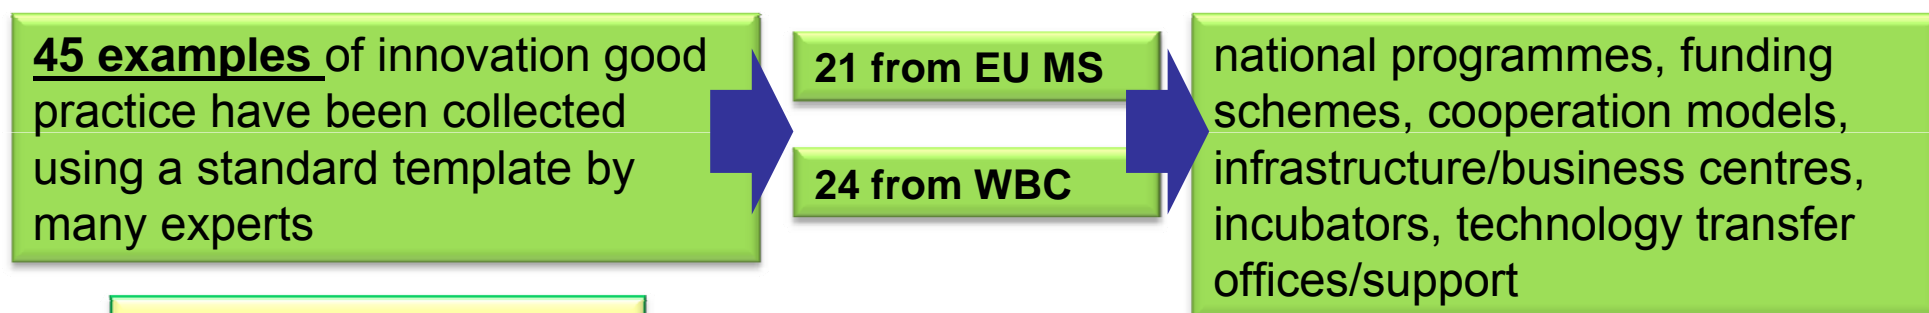 45 examples of innovation good
practice have been collected
using a standard template by
many experts
21 from EU MS
24 from WBC
national programmes, funding
schemes, cooperation models,
infrastructure/business centres,
incubators, technology transfer
offices/support